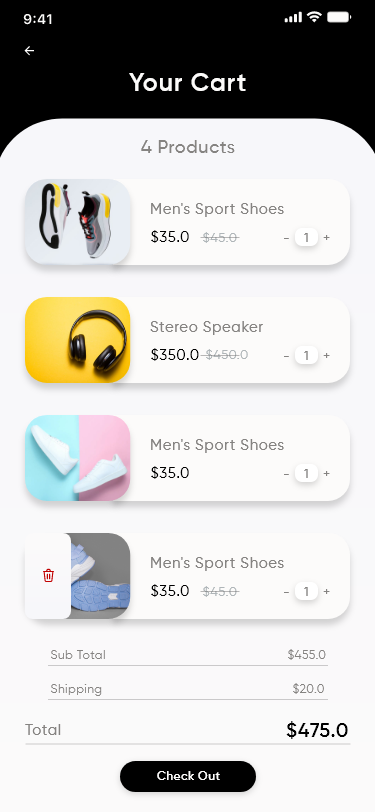 9:41
Your Cart
4 Products
Men's Sport Shoes
$35.0 $45.0
- 1 +
Stereo Speaker
$350.0 $450.0
- 1 +
Men's Sport Shoes
$35.0
- 1 +
Men's Sport Shoes
$35.0 $45.0
- 1 +
Sub Total $455.0
Shipping $20.0
Total $475.0
Check Out